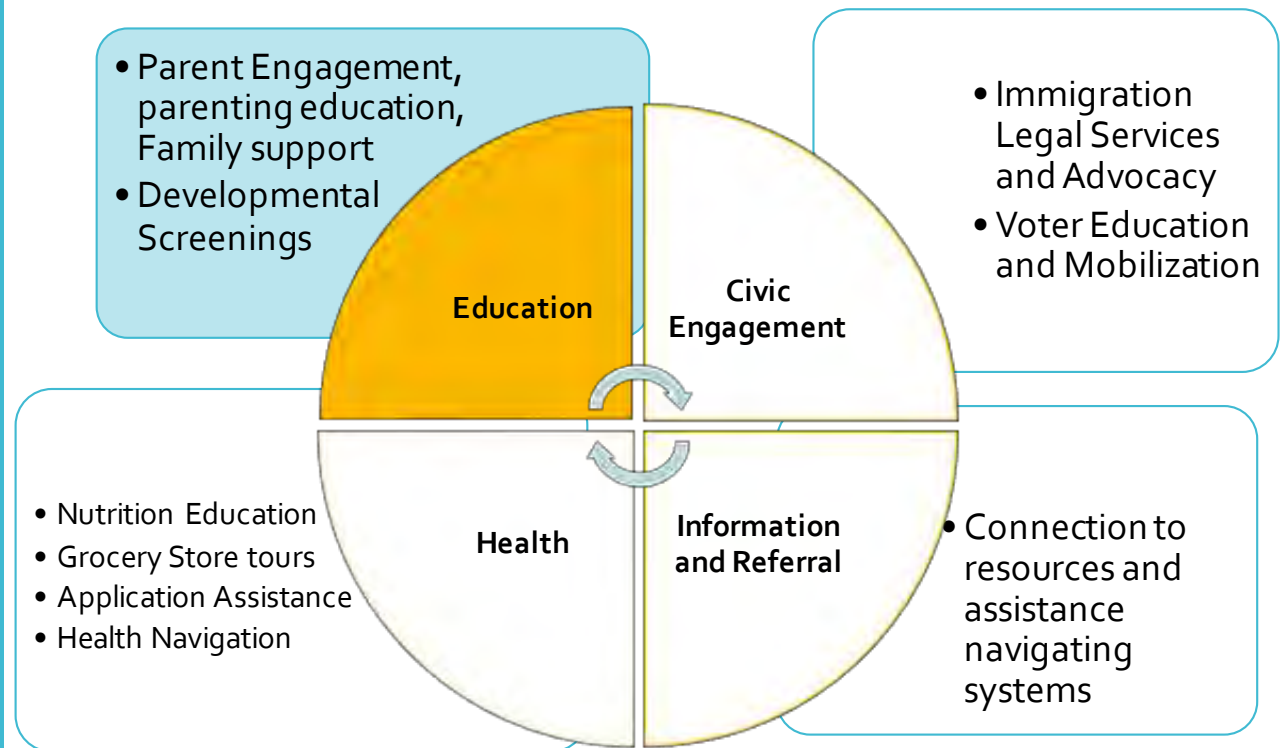 • Parent Engagement,
parenting education,
Family support
• Developmental
Screenings
• Immigration
Legal Services
and Advocacy
• Voter Education
and Mobilization
Education
Civic
Engagement
• Nutrition Education
• Grocery Store tours
• Application Assistance
• Health Navigation
Health
Information
and Referral
• Connection to
resources and
assistance
navigating
systems